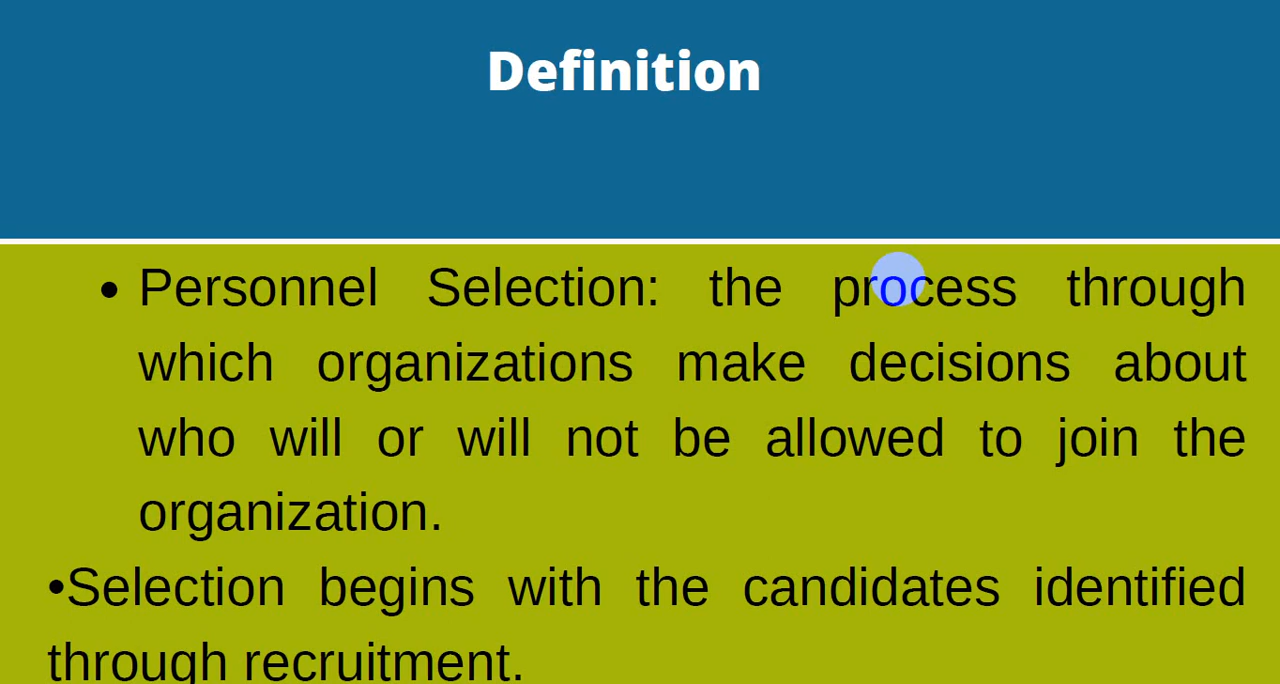 Definition
• Personnel Selection: the process through
which organizations make decisions about
who will or will not be allowed to join the
organization.
•Selection begins with the candidates identified
through recruitment.